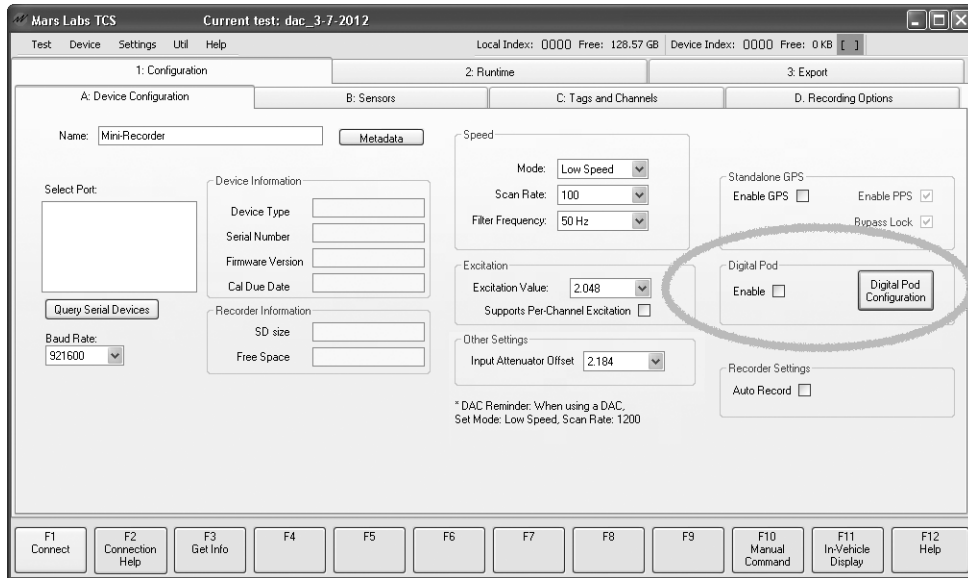 Mars Labs TCS Current test: dac_3-7-2012
Test Device Settings Util Help Local Index: 0000 Free: 128.57 GB Device Index: 0000 Free: 0 KB [ ]
1: Configuration 2: Runtime 3: Export
A: Device Configuration B: Sensors C: Tags and Channels D. Recording Options
Name: Mini-Recorder Metadata
Select Port:
Device Information
Device Type
Serial Number
Firmware Version
Cal Due Date
Query Serial Devices
Baud Rate:
921600
Recorder Information
SD size
Free Space
Speed
Mode: Low Speed
Scan Rate: 100
Filter Frequency: 50 Hz
Excitation
Excitation Value: 2.048
Supports Per-Channel Excitation
Other Settings
Input Attenuator Offset 2.184
* DAC Reminder: When using a DAC,
Set Mode: Low Speed, Scan Rate: 1200
Standalone GPS
Enable GPS Enable PPS
Bypass Lock
Digital Pod
Enable
Digital Pod
Configuration
Recorder Settings
Auto Record
F1
Connect
F2
Connection
Help
F3
Get Info
F4
F5
F6
F7
F8
F9
F10
Manual
Command
F11
In-Vehicle
Display
F12
Help